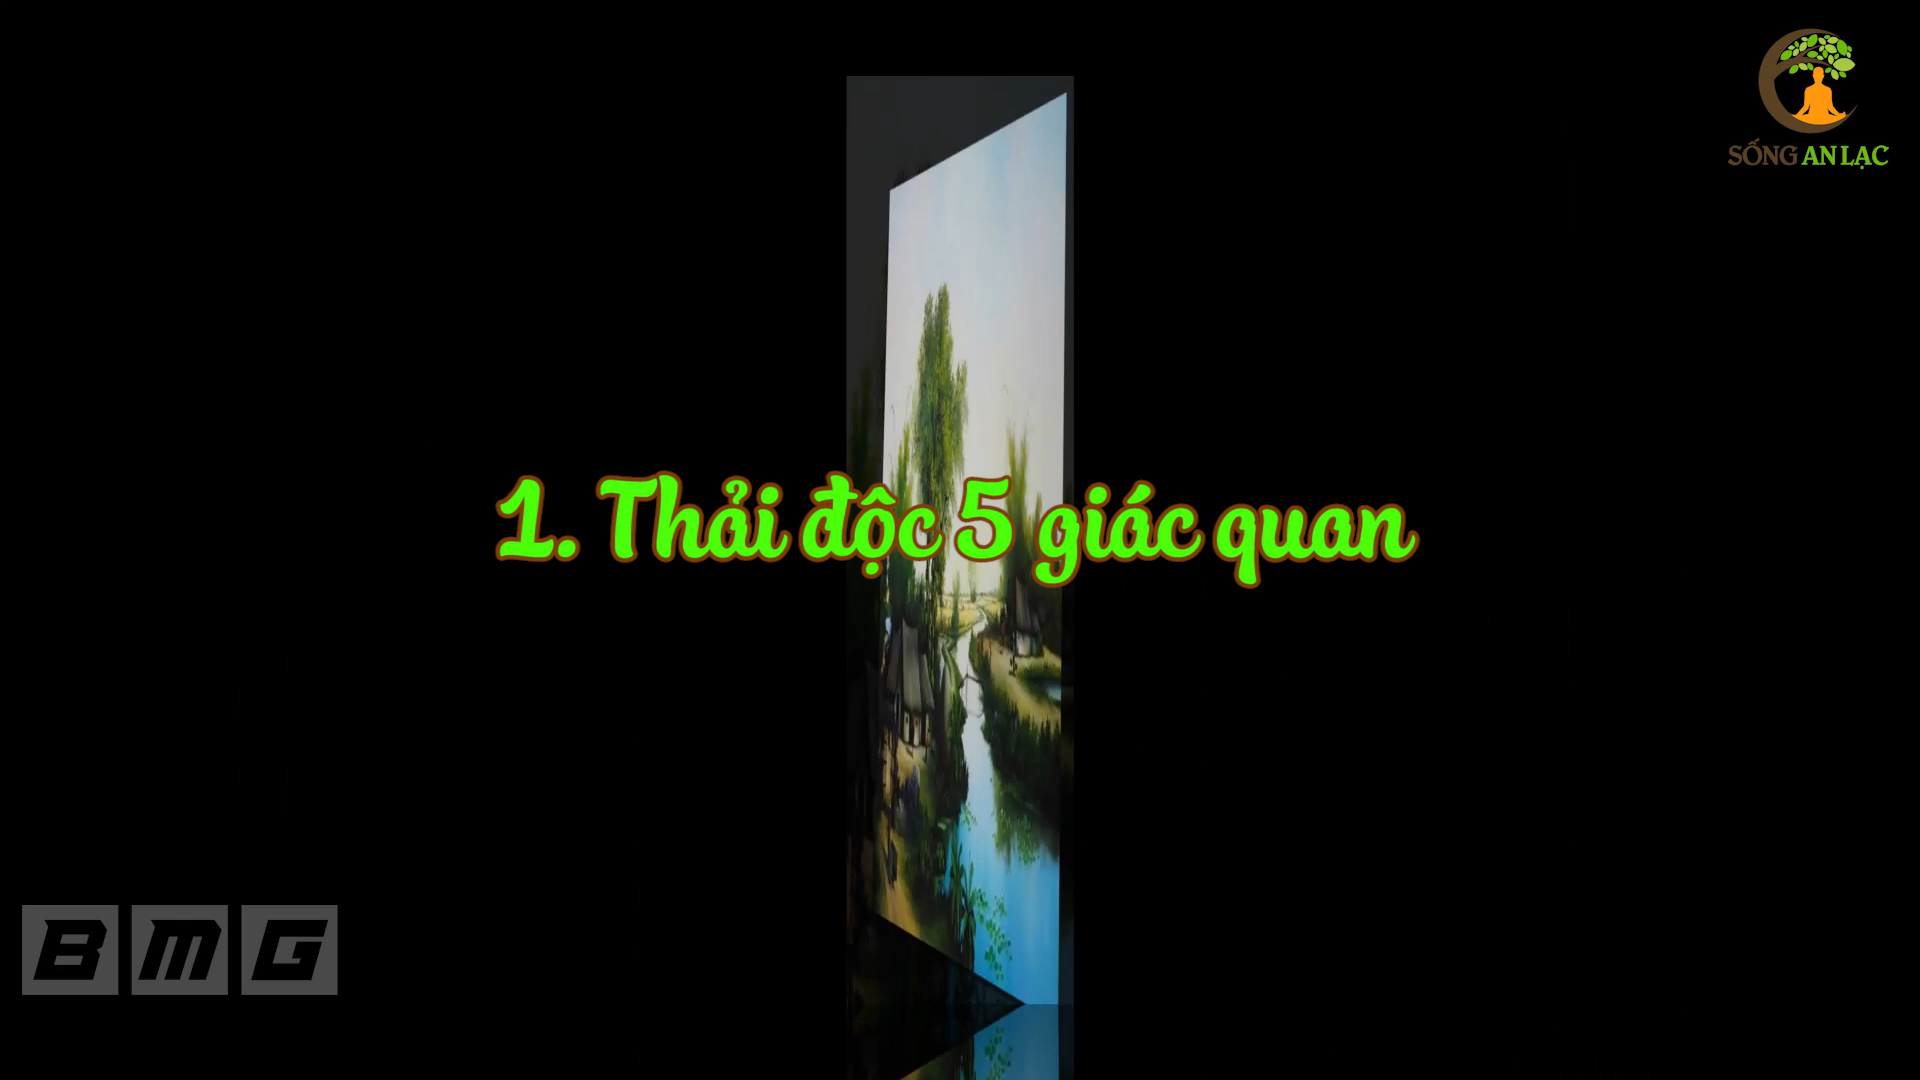 SỐNG AN LẠC
1. Thải độc 5 giác quan
BMG